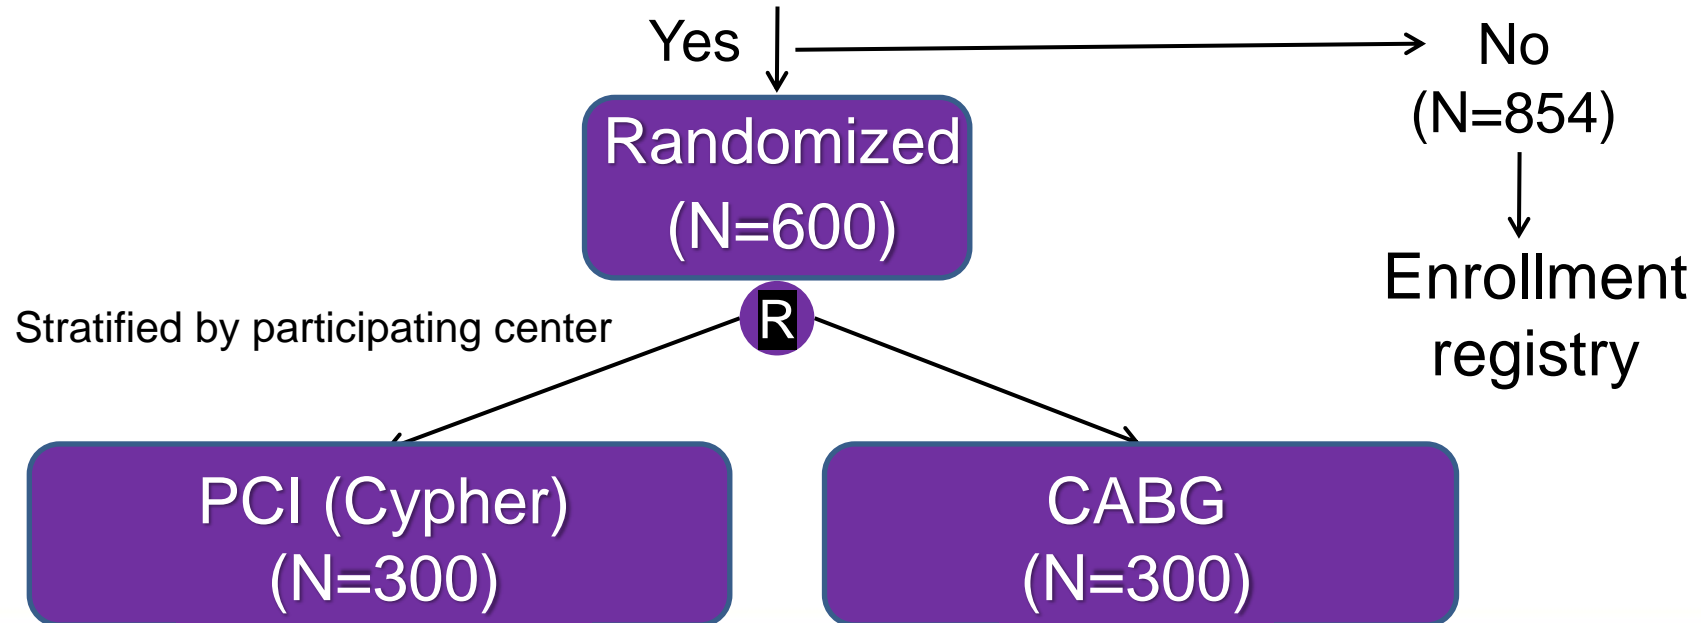 Yes
No
(N=854)
Randomized
(N=600)
Enrollment
registry
R
Stratified by participating center
PCI (Cypher)
(N=300)
CABG
(N=300)